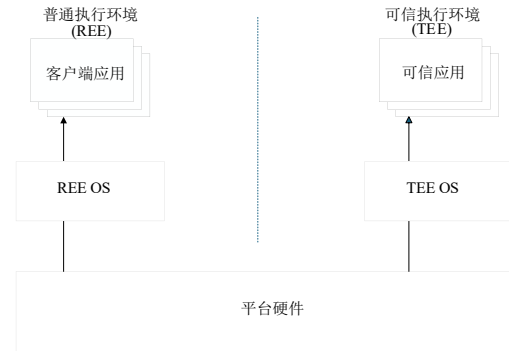 普通执行环境
(REE)
可信执行环境
(TEE)
客户端应用
可信应用
REE OS
TEE OS
平台硬件